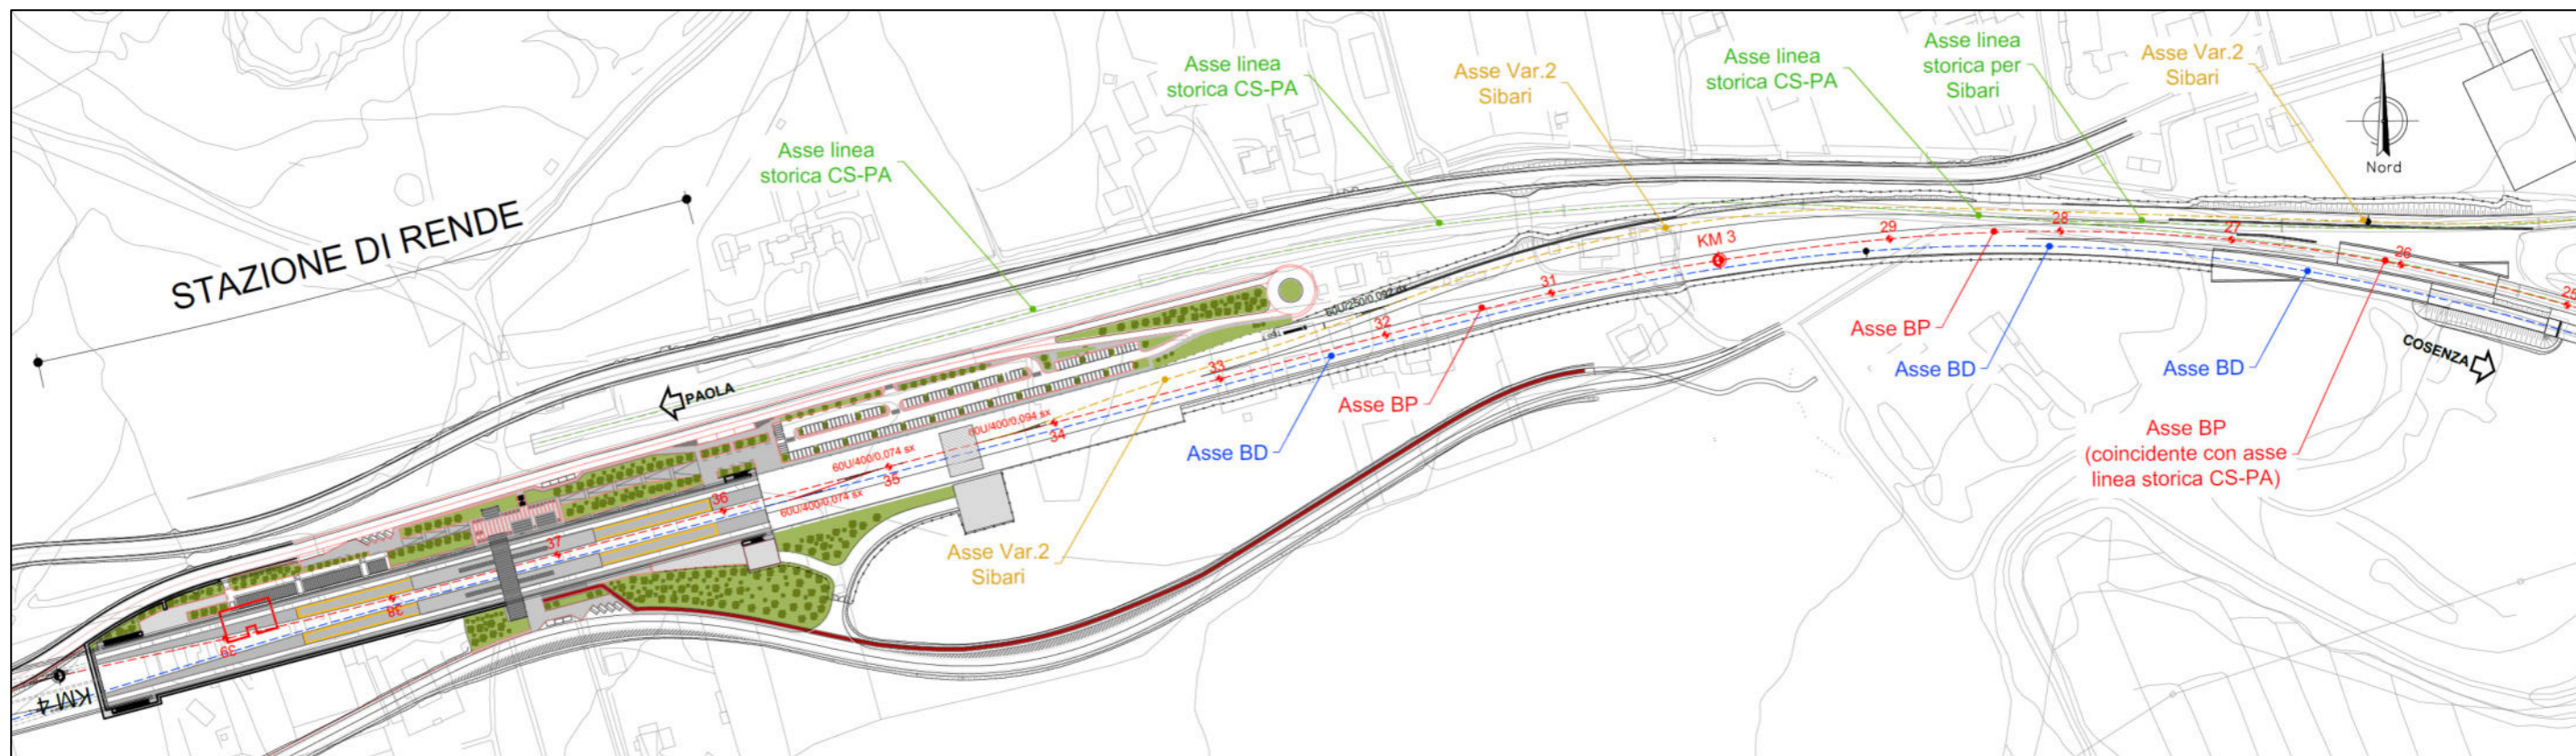 Asse linea
storica CS-PA
Asse linea
storica CS-PA
Asse Var.2
Sibari
Asse linea
storica CS-PA
Asse linea
storica per
Sibari
Asse Var.2
Sibari
Nord
STAZIONE DI RENDE
PAOLA
COSENZA
KM 3
KM 4
25
26
27
28
29
31
32
33
34
35
36
37
38
39
60U/250/0,092 dx
60U/400/0,094 sx
60U/400/0,074 sx
60U/400/0,074 sx
Asse BP
Asse BD
Asse BD
Asse BP
Asse BD
Asse BP
(coincidente con asse
linea storica CS-PA)
Asse Var.2
Sibari